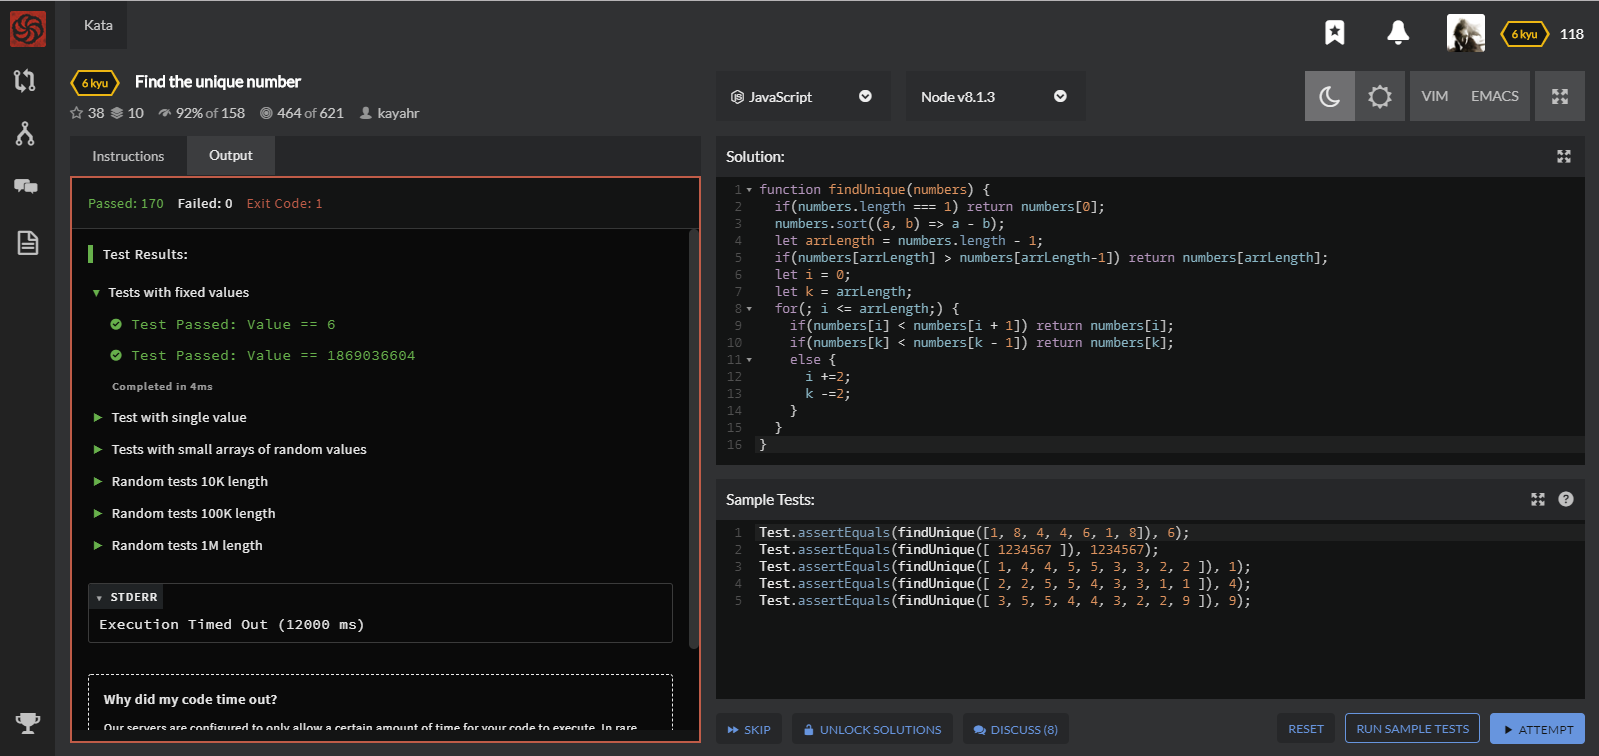 Kata
6 kyu
118
6 kyu Find the unique number
38 10 92% of 158 464 of 621 kayahr
JavaScript
Node v8.1.3
VIM EMACS
Instructions Output
Passed: 170 Failed: 0 Exit Code: 1
Test Results:
Tests with fixed values
Test Passed: Value == 6
Test Passed: Value == 1869036604
Completed in 4ms
Test with single value
Tests with small arrays of random values
Random tests 10K length
Random tests 100K length
Random tests 1M length
STDERR
Execution Timed Out (12000 ms)
Why did my code time out?
Our servers are configured to only allow a certain amount of time for your code to execute. In rare
Solution:
1 function findUnique(numbers) {
2 if(numbers.length === 1) return numbers[0];
3 numbers.sort((a, b) => a - b);
4 let arrLength = numbers.length - 1;
5 if(numbers[arrLength] > numbers[arrLength-1]) return numbers[arrLength];
6 let i = 0;
7 let k = arrLength;
8 for(; i <= arrLength;) {
9 if(numbers[i] < numbers[i + 1]) return numbers[i];
10 if(numbers[k] < numbers[k - 1]) return numbers[k];
11 else {
12 i +=2;
13 k -=2;
14 }
15 }
16 }
Sample Tests:
1 Test.assertEquals(findUnique([1, 8, 4, 4, 6, 1, 8]), 6);
2 Test.assertEquals(findUnique([ 1234567 ]), 1234567);
3 Test.assertEquals(findUnique([ 1, 4, 4, 5, 5, 3, 3, 2, 2 ]), 1);
4 Test.assertEquals(findUnique([ 2, 2, 5, 5, 4, 3, 3, 1, 1 ]), 4);
5 Test.assertEquals(findUnique([ 3, 5, 5, 4, 4, 3, 2, 2, 9 ]), 9);
SKIP UNLOCK SOLUTIONS DISCUSS (8) RESET RUN SAMPLE TESTS ATTEMPT